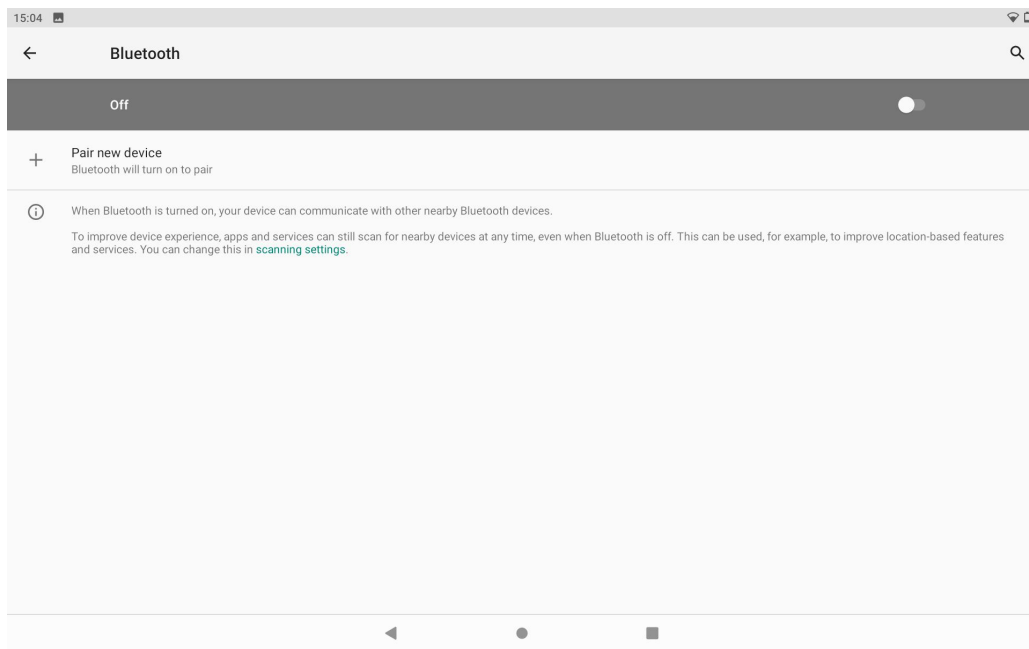 15:04
Bluetooth
Off
Pair new device
Bluetooth will turn on to pair
When Bluetooth is turned on, your device can communicate with other nearby Bluetooth devices.
To improve device experience, apps and services can still scan for nearby devices at any time, even when Bluetooth is off. This can be used, for example, to improve location-based features
and services. You can change this in scanning settings.